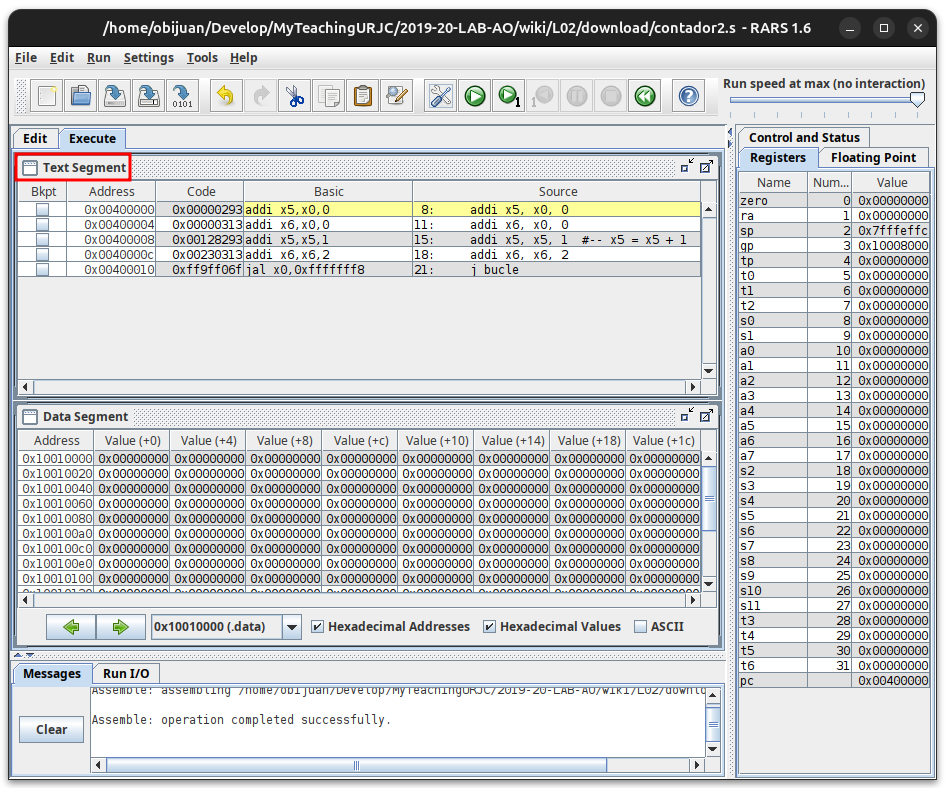 /home/obijuan/Develop/MyTeachingURJC/2019-20-LAB-AO/wiki/L02/download/contador2.s - RARS 1.6
File Edit Run Settings Tools Help
Run speed at max (no interaction)
Edit Execute
Text Segment
Bkpt Address Code Basic Source
0x00400000 0x00000293 addi x5,x0,0 8: addi x5, x0, 0
0x00400004 0x00000313 addi x6,x0,0 11: addi x6, x0, 0
0x00400008 0x00128293 addi x5,x5,1 15: addi x5, x5, 1 #-- x5 = x5 + 1
0x0040000c 0x00230313 addi x6,x6,2 18: addi x6, x6, 2
0x00400010 0xff9ff06f jal x0,0xfffffff8 21: j bucle
Data Segment
Address Value (+0) Value (+4) Value (+8) Value (+c) Value (+10) Value (+14) Value (+18) Value (+1c)
0x10010000 0x00000000 0x00000000 0x00000000 0x00000000 0x00000000 0x00000000 0x00000000 0x00000000
0x10010020 0x00000000 0x00000000 0x00000000 0x00000000 0x00000000 0x00000000 0x00000000 0x00000000
0x10010040 0x00000000 0x00000000 0x00000000 0x00000000 0x00000000 0x00000000 0x00000000 0x00000000
0x10010060 0x00000000 0x00000000 0x00000000 0x00000000 0x00000000 0x00000000 0x00000000 0x00000000
0x10010080 0x00000000 0x00000000 0x00000000 0x00000000 0x00000000 0x00000000 0x00000000 0x00000000
0x100100a0 0x00000000 0x00000000 0x00000000 0x00000000 0x00000000 0x00000000 0x00000000 0x00000000
0x100100c0 0x00000000 0x00000000 0x00000000 0x00000000 0x00000000 0x00000000 0x00000000 0x00000000
0x100100e0 0x00000000 0x00000000 0x00000000 0x00000000 0x00000000 0x00000000 0x00000000 0x00000000
0x10010100 0x00000000 0x00000000 0x00000000 0x00000000 0x00000000 0x00000000 0x00000000 0x00000000
0x10010000 (.data) Hexadecimal Addresses Hexadecimal Values ASCII
Messages Run I/O
Assemble: assembling /home/obijuan/Develop/MyTeachingURJC/2019-20-LAB-AO/wiki/L02/downlo
Assemble: operation completed successfully.
Clear
Control and Status
Registers Floating Point
Name Num... Value
zero 0 0x00000000
ra 1 0x00000000
sp 2 0x7fffeffc
gp 3 0x10008000
tp 4 0x00000000
t0 5 0x00000000
t1 6 0x00000000
t2 7 0x00000000
s0 8 0x00000000
s1 9 0x00000000
a0 10 0x00000000
a1 11 0x00000000
a2 12 0x00000000
a3 13 0x00000000
a4 14 0x00000000
a5 15 0x00000000
a6 16 0x00000000
a7 17 0x00000000
s2 18 0x00000000
s3 19 0x00000000
s4 20 0x00000000
s5 21 0x00000000
s6 22 0x00000000
s7 23 0x00000000
s8 24 0x00000000
s9 25 0x00000000
s10 26 0x00000000
s11 27 0x00000000
t3 28 0x00000000
t4 29 0x00000000
t5 30 0x00000000
t6 31 0x00000000
pc 0x00400000